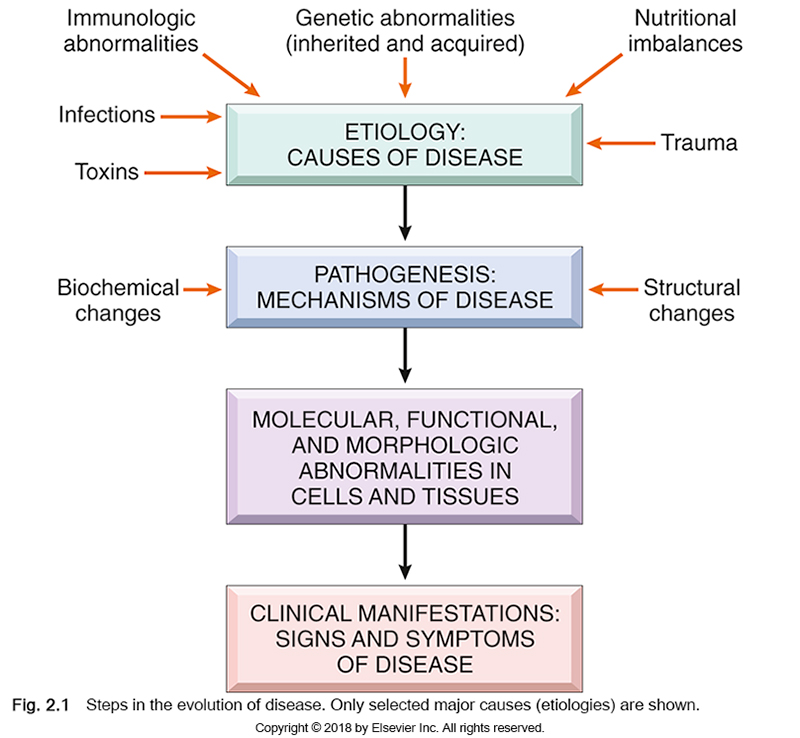 Immunologic
abnormalities
Genetic abnormalities
(inherited and acquired)
Nutritional
imbalances
Infections
Toxins
ETIOLOGY:
CAUSES OF DISEASE
Trauma
Biochemical
changes
PATHOGENESIS:
MECHANISMS OF DISEASE
Structural
changes
MOLECULAR, FUNCTIONAL,
AND MORPHOLOGIC
ABNORMALITIES IN
CELLS AND TISSUES
CLINICAL MANIFESTATIONS:
SIGNS AND SYMPTOMS
OF DISEASE
Fig. 2.1 Steps in the evolution of disease. Only selected major causes (etiologies) are shown.
Copyright © 2018 by Elsevier Inc. All rights reserved.